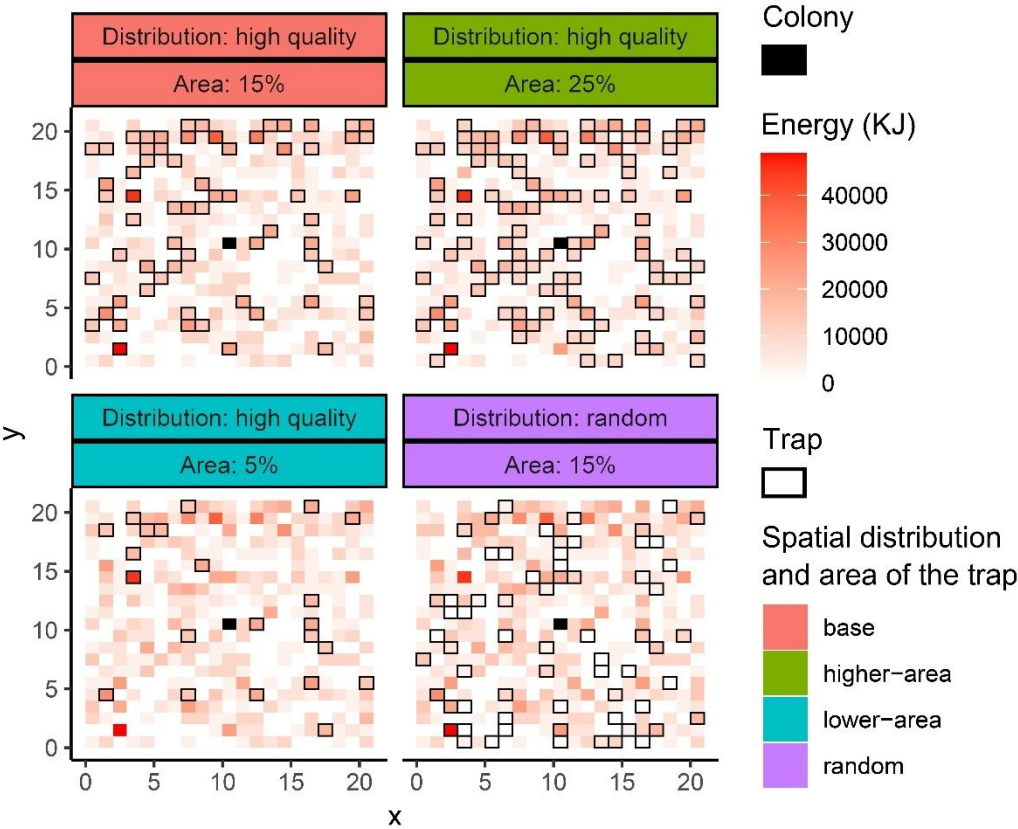 Distribution: high quality
Area: 15%
Distribution: high quality
Area: 25%
20
15
10
5
0
Distribution: high quality
Area: 5%
Distribution: random
Area: 15%
20
15
10
5
0
0 5 10 15 20
0 5 10 15 20
x
y
Colony
Energy (KJ)
40000
30000
20000
10000
0
Trap
Spatial distribution
and area of the trap
base
higher−area
lower−area
random